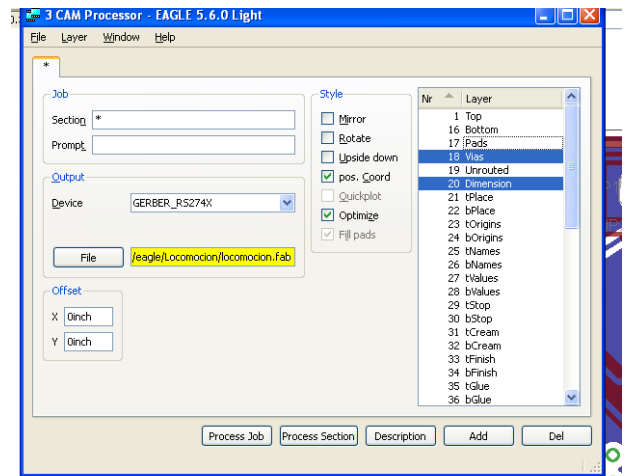 3 CAM Processor - EAGLE 5.6.0 Light
File Layer Window Help
*
Job
Section *
Prompt
Output
Device GERBER_RS274X
File /eagle/Locomocion/locomocion.fab
Offset
X 0inch
Y 0inch
Style
Mirror
Rotate
Upside down
pos. Coord
Quickplot
Optimize
Fill pads
Nr Layer
1 Top
16 Bottom
17 Pads
18 Vias
19 Unrouted
20 Dimension
21 tPlace
22 bPlace
23 tOrigins
24 bOrigins
25 tNames
26 bNames
27 tValues
28 bValues
29 tStop
30 bStop
31 tCream
32 bCream
33 tFinish
34 bFinish
35 tGlue
36 bGlue
Process Job Process Section Description Add Del